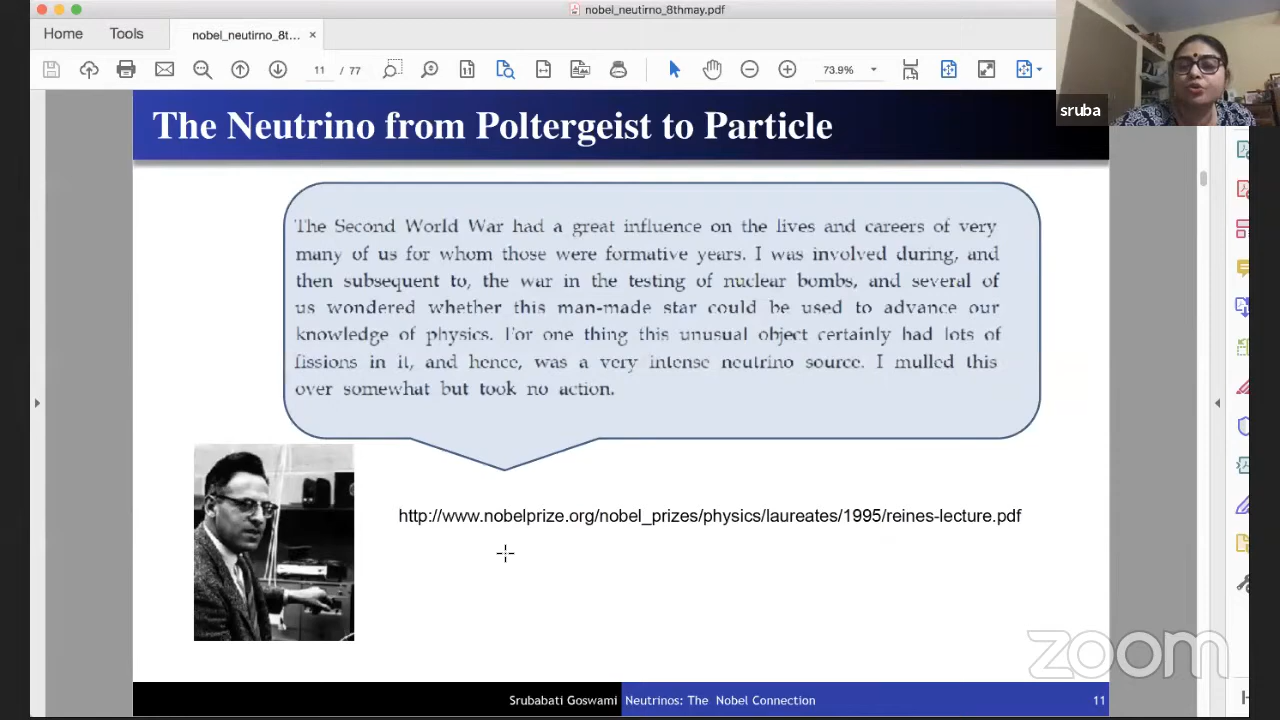 nobel_neutirno_8thmay.pdf
Home Tools nobel_neutirno_8t... ×
11 / 77 73.9%
sruba
The Neutrino from Poltergeist to Particle
The Second World War had a great influence on the lives and careers of very
many of us for whom those were formative years. I was involved during, and
then subsequent to, the war in the testing of nuclear bombs, and several of
us wondered whether this man-made star could be used to advance our
knowledge of physics. For one thing this unusual object certainly had lots of
fissions in it, and hence, was a very intense neutrino source. I mulled this
over somewhat but took no action.
http://www.nobelprize.org/nobel_prizes/physics/laureates/1995/reines-lecture.pdf
zoom
Srubabati Goswami Neutrinos: The Nobel Connection 11